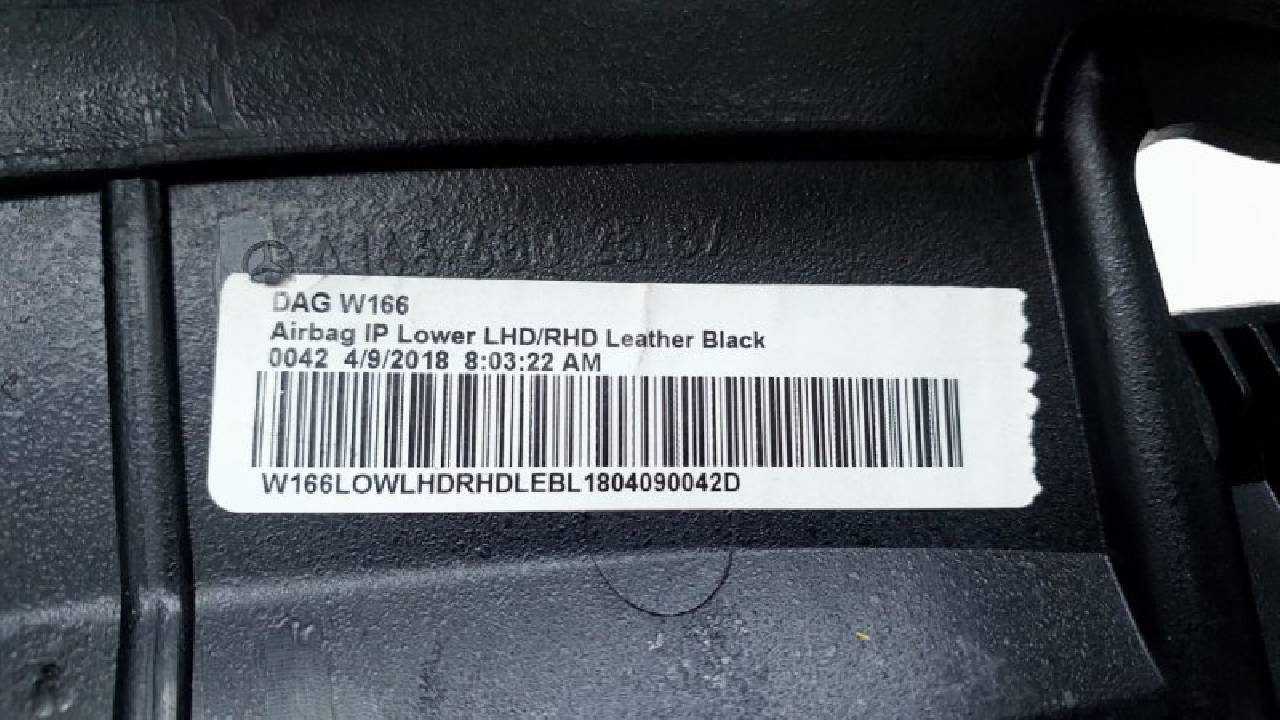 DAG W166
Airbag IP Lower LHD/RHD Leather Black
0042 4/9/2018 8:03:22 AM
W166LOWLHDRHDLEBL1804090042D